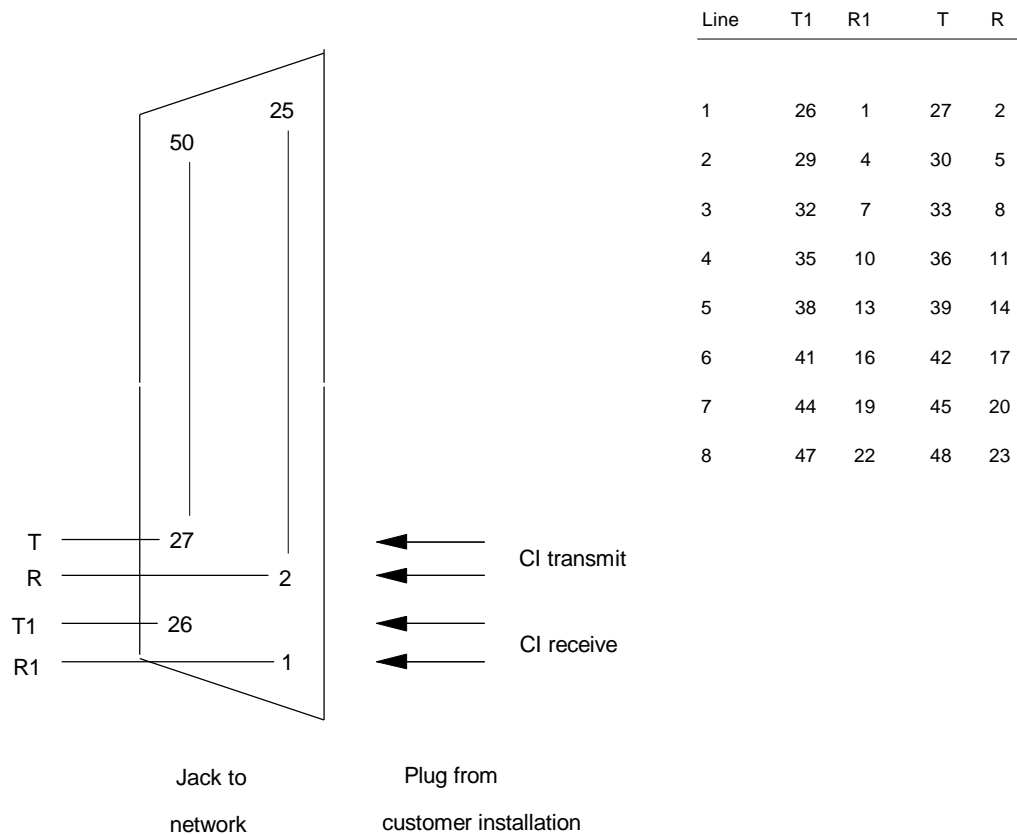 Line T1 R1 T R
1 26 1 27 2
2 29 4 30 5
3 32 7 33 8
4 35 10 36 11
5 38 13 39 14
6 41 16 42 17
7 44 19 45 20
8 47 22 48 23
25
50
T 27
R 2
CI transmit
T1 26
R1 1
CI receive
Jack to
network
Plug from
customer installation